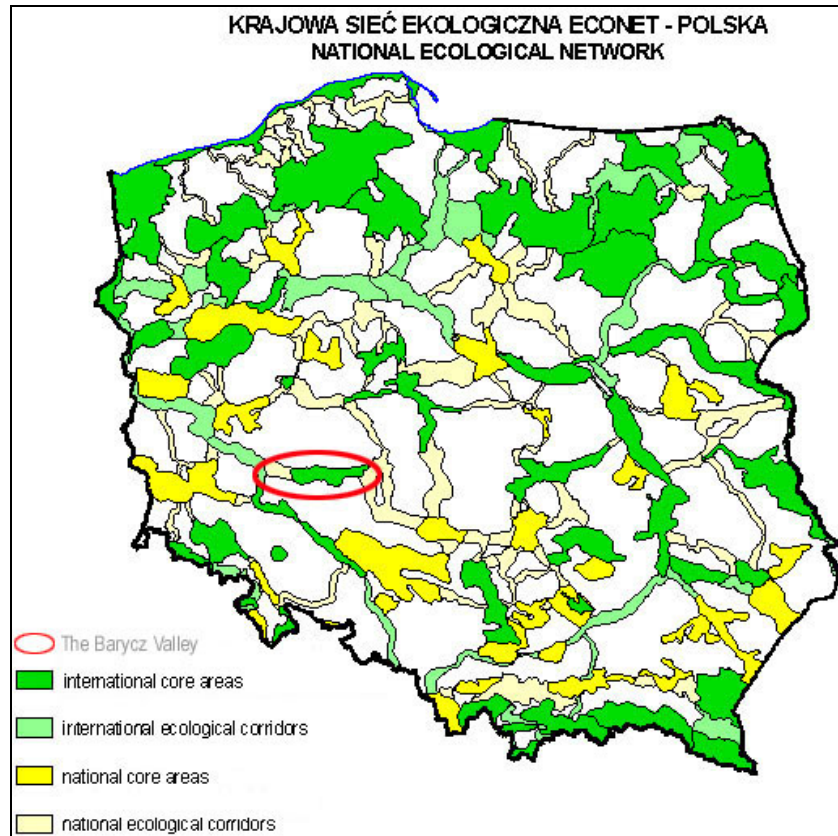 KRAJOWA SIEĆ EKOLOGICZNA ECONET - POLSKA
NATIONAL ECOLOGICAL NETWORK
The Barycz Valley
international core areas
international ecological corridors
national core areas
national ecological corridors